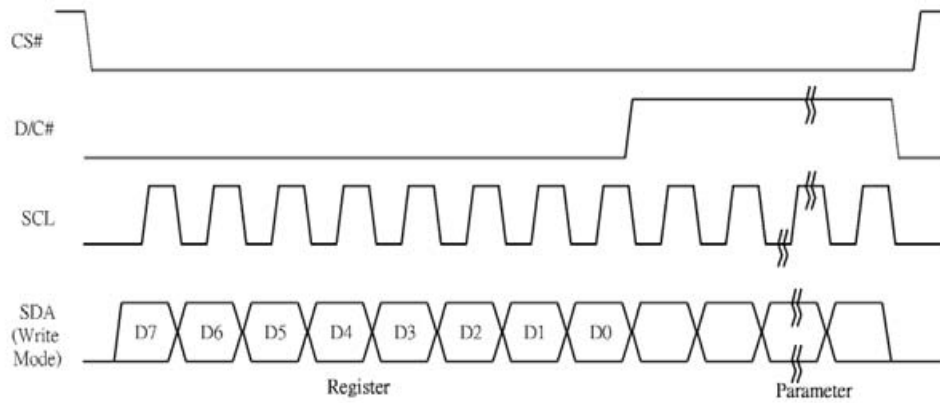 CS#
D/C#
SCL
SDA
(Write
Mode)
D7 D6 D5 D4 D3 D2 D1 D0
Register Parameter